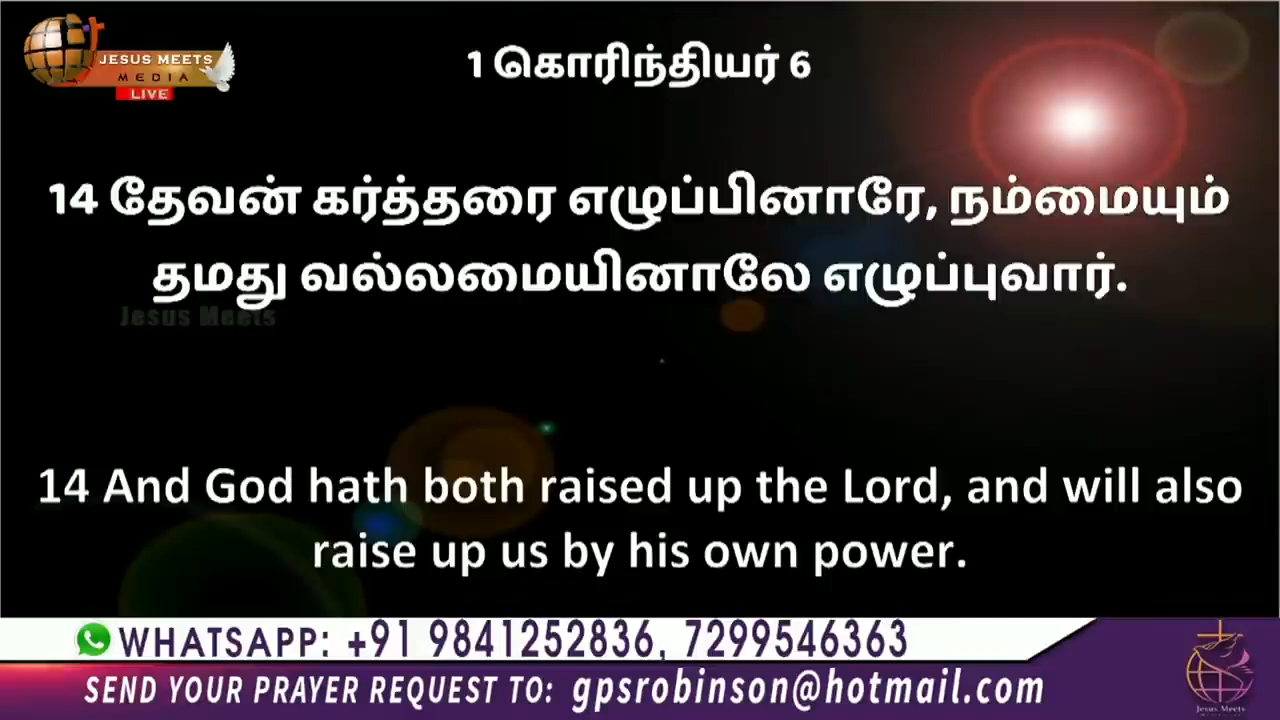 JESUS MEETS
MEDIA
LIVE
1 கொரிந்தியர் 6
14 தேவன் கர்த்தரை எழுப்பினாரே, நம்மையும்
தமது வல்லமையினாலே எழுப்புவார்.
Jesus Meets
14 And God hath both raised up the Lord, and will also
raise up us by his own power.
WHATSAPP: +91 9841252836, 7299546363
SEND YOUR PRAYER REQUEST TO: gpsrobinson@hotmail.com
Jesus Meets